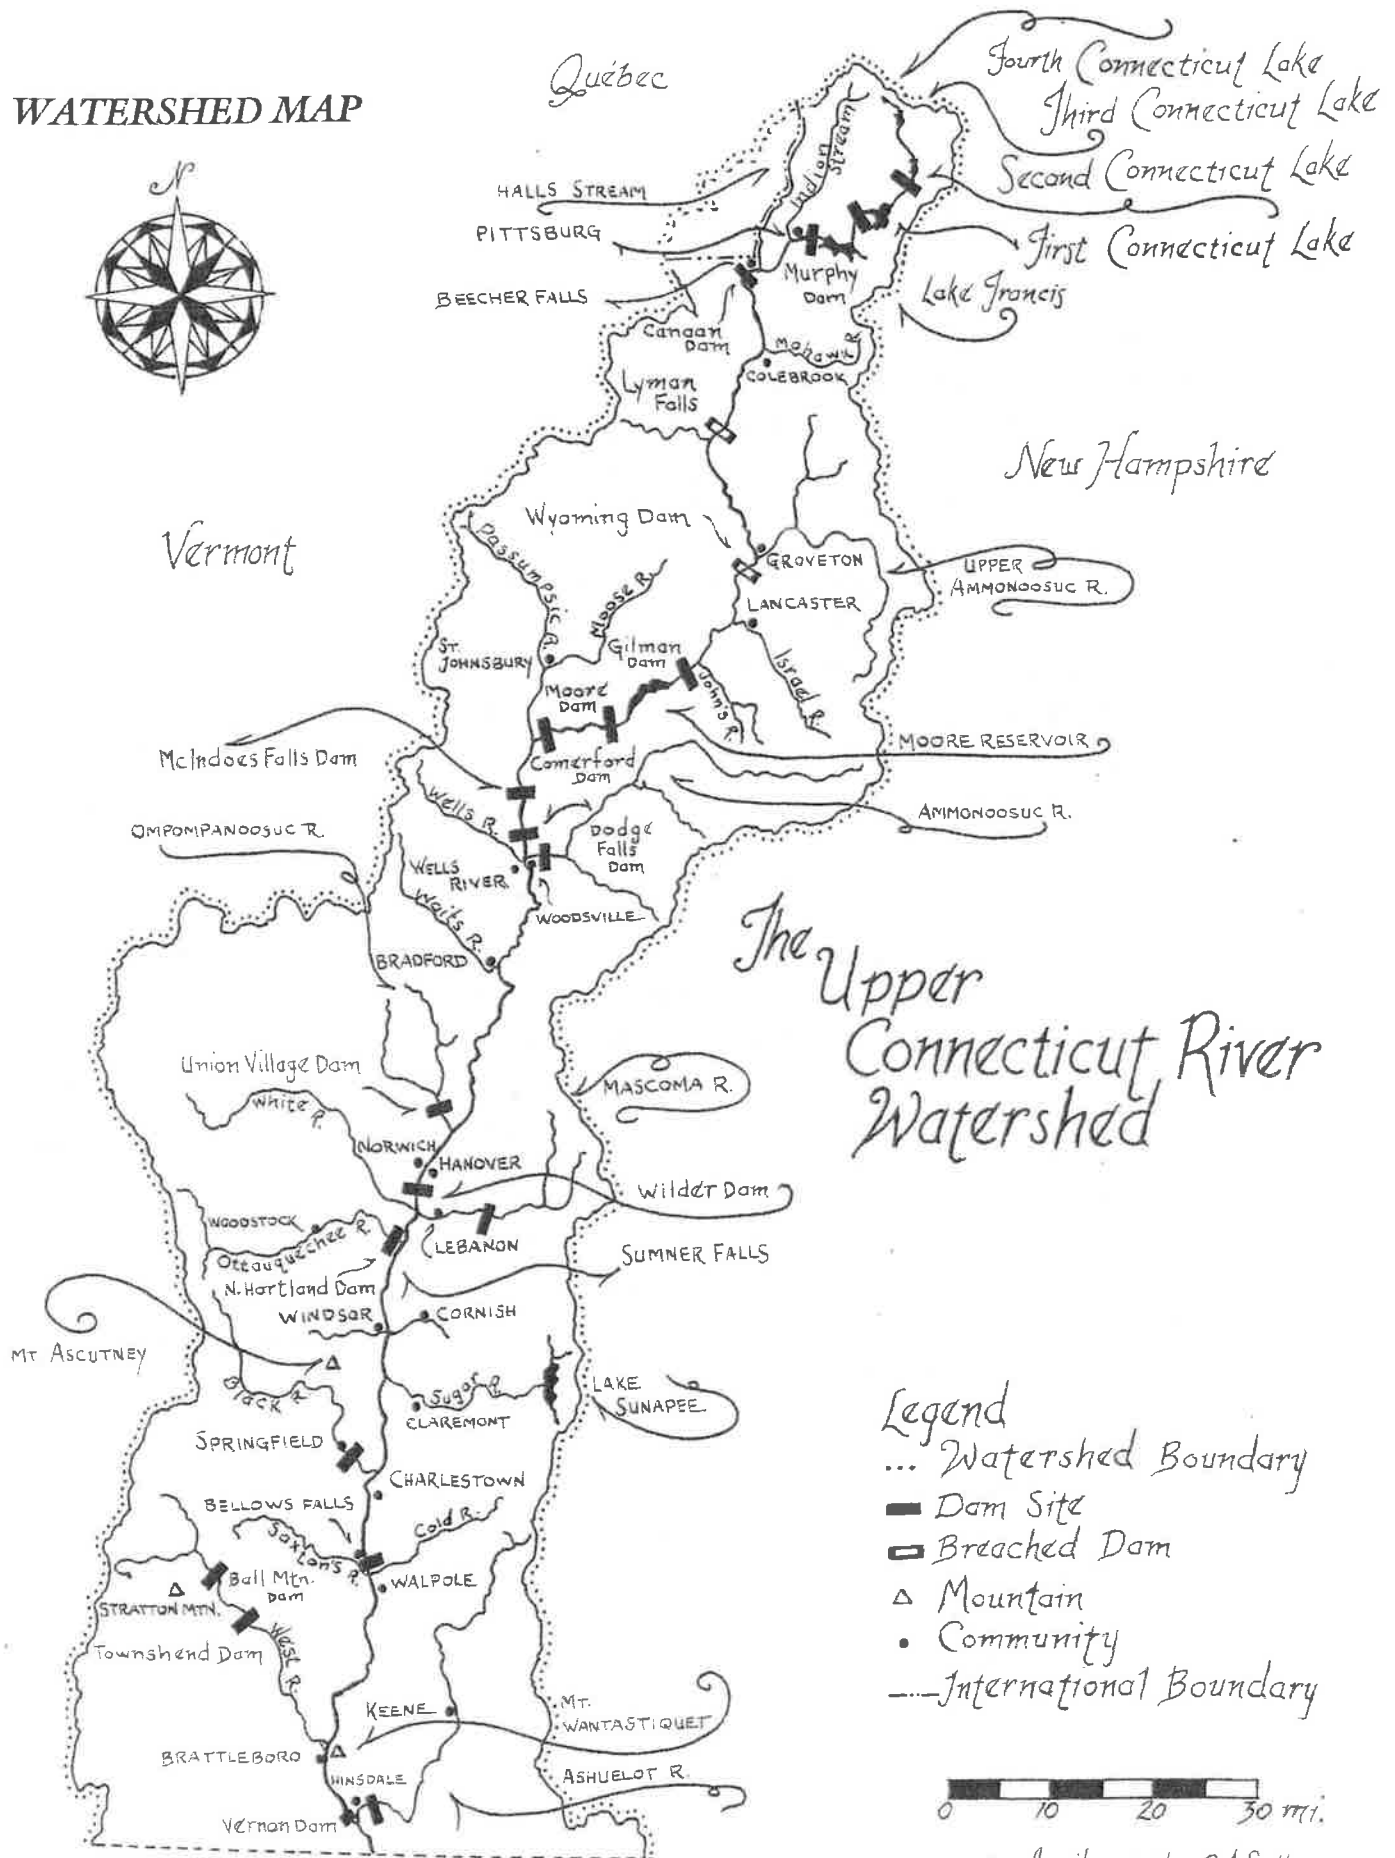 WATERSHED MAP
N
Québec
Fourth Connecticut Lake
Third Connecticut Lake
Second Connecticut Lake
First Connecticut Lake
Lake Francis
HALLS STREAM
Indian
Stream
PITTSBURG
BEECHER FALLS
Murphy
Dam
Canaan
Dam
Mohawk R.
COLEBROOK
Lyman
Falls
New Hampshire
Vermont
Wyoming Dam
GROVETON
UPPER
AMMONOOSUC R.
LANCASTER
Passumpsic R.
Moose R.
ST.
JOHNSBURY
Gilman
Dam
Israel R.
John's
R.
Moore
Dam
MOORE RESERVOIR
McIndoes Falls Dam
Comerford
Dam
Wells R.
AMMONOOSUC R.
OMPOMPANOOSUC R.
Dodge
Falls
Dam
WELLS
RIVER
Waits R.
WOODSVILLE
BRADFORD
The
Upper
Connecticut River
Watershed
Union Village Dam
MASCOMA R.
White
R.
NORWICH
HANOVER
Wilder Dam
WOODSTOCK
Ottauquechee R.
LEBANON
SUMNER FALLS
N. Hartland Dam
WINDSOR
CORNISH
MT ASCUTNEY
Black R.
Sugar R.
LAKE
SUNAPEE
CLAREMONT
SPRINGFIELD
CHARLESTOWN
BELLOWS FALLS
Saxton's R.
Cold R.
Ball Mtn.
Dam
WALPOLE
STRATTON MTN.
Townshend Dam
West R.
KEENE
MT.
WANTASTIQUET
BRATTLEBORO
HINSDALE
ASHUELOT R.
Vernon Dam
Legend
Watershed Boundary
Dam Site
Breached Dam
Mountain
Community
International Boundary
0 10 20 30 mi.